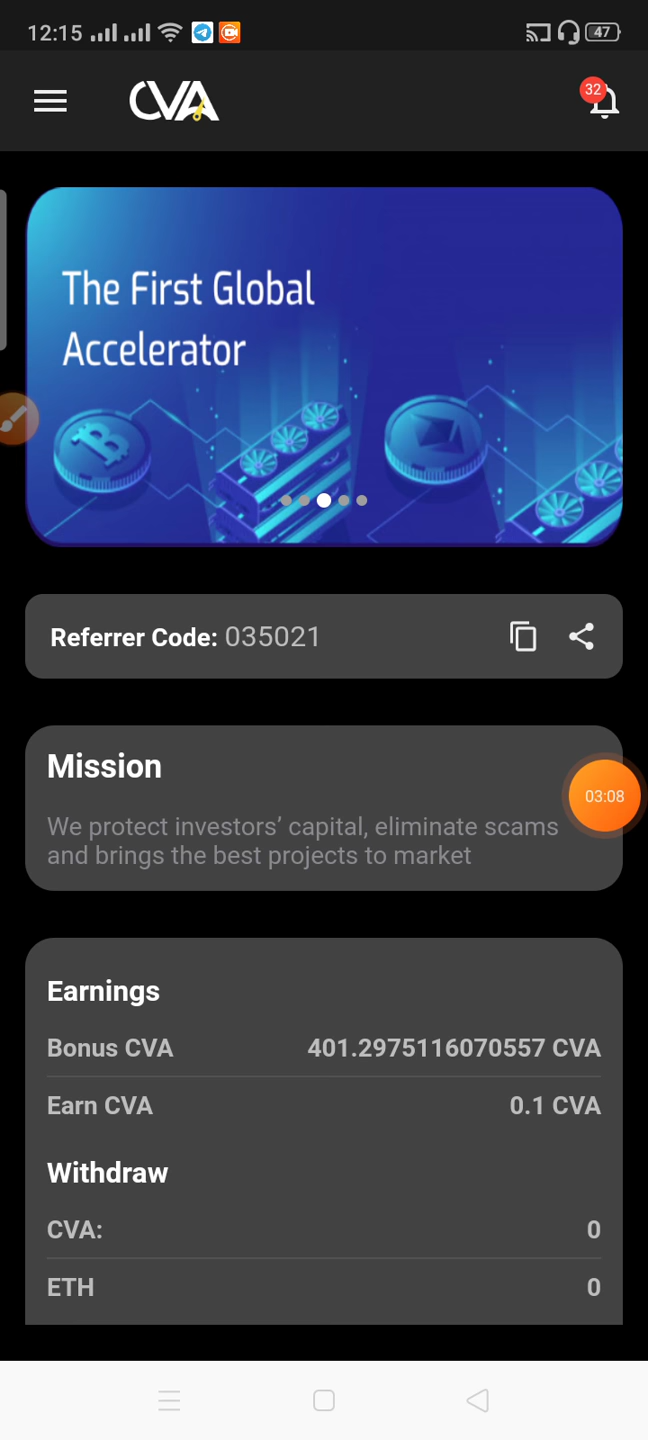 12:15
47
CVA
32
The First Global
Accelerator
Referrer Code: 035021
Mission
03:08
We protect investors’ capital, eliminate scams
and brings the best projects to market
Earnings
Bonus CVA 401.2975116070557 CVA
Earn CVA 0.1 CVA
Withdraw
CVA: 0
ETH 0